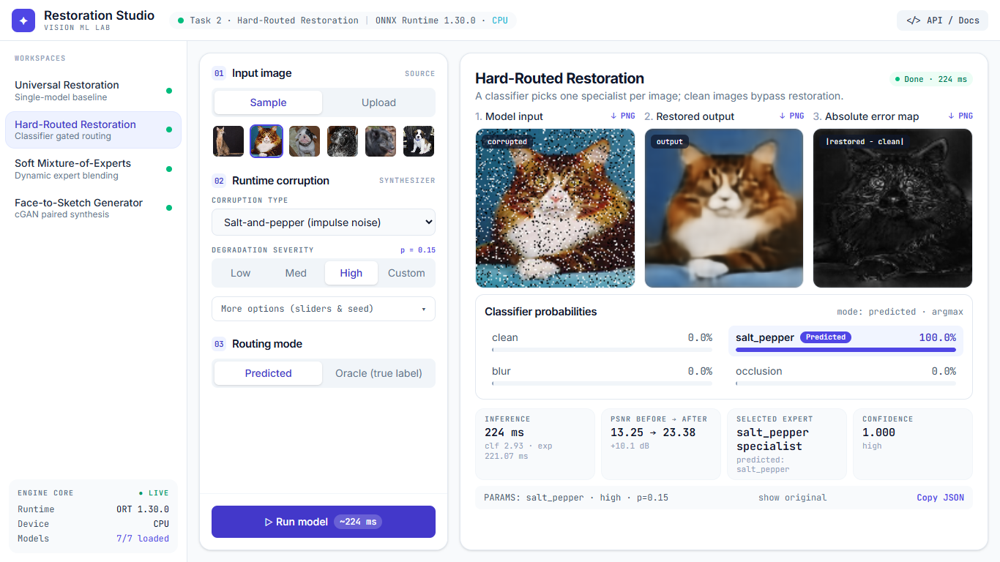 Restoration Studio
VISION ML LAB
Task 2 · Hard-Routed Restoration | ONNX Runtime 1.30.0 · CPU
</> API / Docs
WORKSPACES
Universal Restoration
Single-model baseline
Hard-Routed Restoration
Classifier gated routing
Soft Mixture-of-Experts
Dynamic expert blending
Face-to-Sketch Generator
cGAN paired synthesis
ENGINE CORE
● LIVE
Runtime ORT 1.30.0
Device CPU
Models 7/7 loaded
01 Input image SOURCE
Sample Upload
02 Runtime corruption SYNTHESIZER
CORRUPTION TYPE
Salt-and-pepper (impulse noise)
DEGRADATION SEVERITY p = 0.15
Low Med High Custom
More options (sliders & seed) ▾
03 Routing mode
Predicted Oracle (true label)
▷ Run model ~224 ms
Hard-Routed Restoration
Done · 224 ms
A classifier picks one specialist per image; clean images bypass restoration.
1. Model input ↓ PNG
2. Restored output ↓ PNG
3. Absolute error map ↓ PNG
corrupted
output
|restored - clean|
Classifier probabilities mode: predicted · argmax
clean 0.0%
salt_pepper Predicted 100.0%
blur 0.0%
occlusion 0.0%
INFERENCE
224 ms
clf 2.93 · exp
221.07 ms
PSNR BEFORE → AFTER
13.25 → 23.38
+10.1 dB
SELECTED EXPERT
salt_pepper
specialist
predicted:
salt_pepper
CONFIDENCE
1.000
high
PARAMS: salt_pepper · high · p=0.15 show original Copy JSON